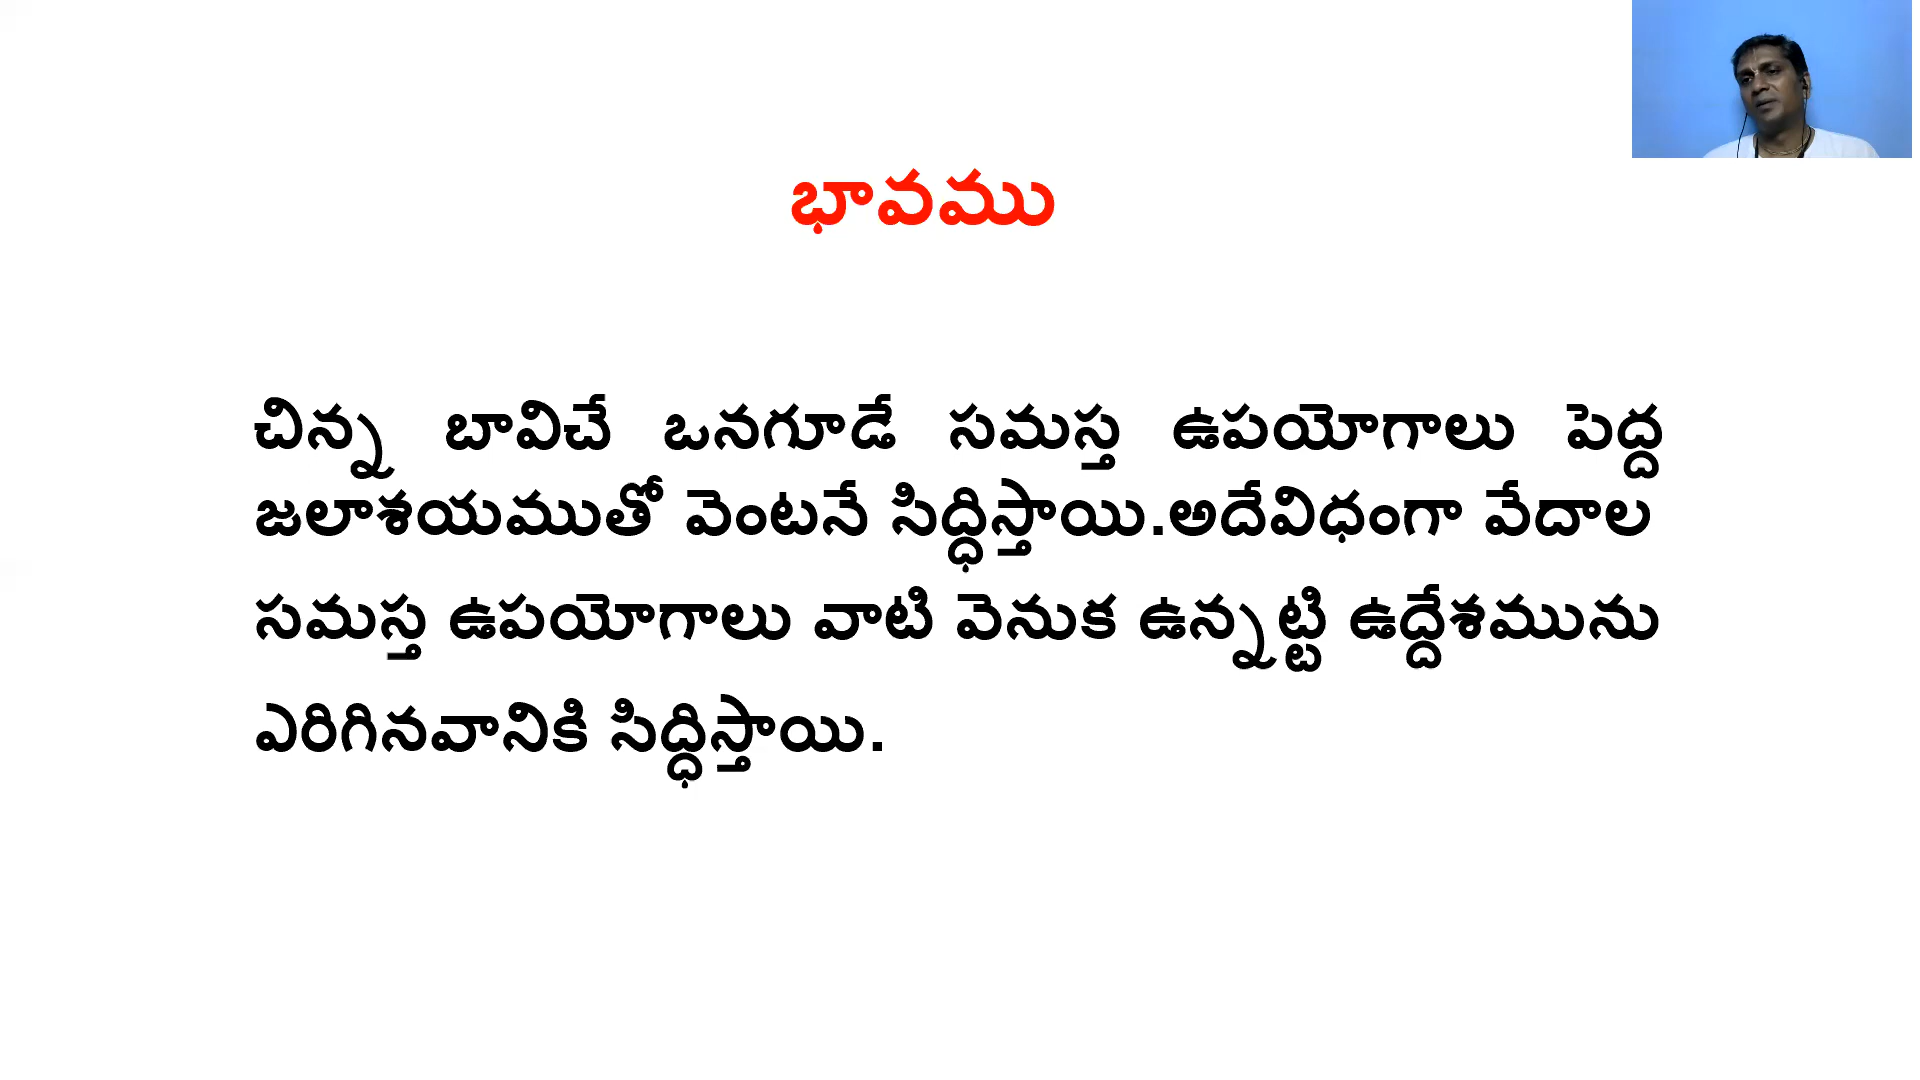 భావము
చిన్న బావిచే ఒనగూడే సమస్త ఉపయోగాలు పెద్ద
జలాశయముతో వెంటనే సిద్ధిస్తాయి.అదేవిధంగా వేదాల
సమస్త ఉపయోగాలు వాటి వెనుక ఉన్నట్టి ఉద్దేశమును
ఎరిగినవానికి సిద్ధిస్తాయి.